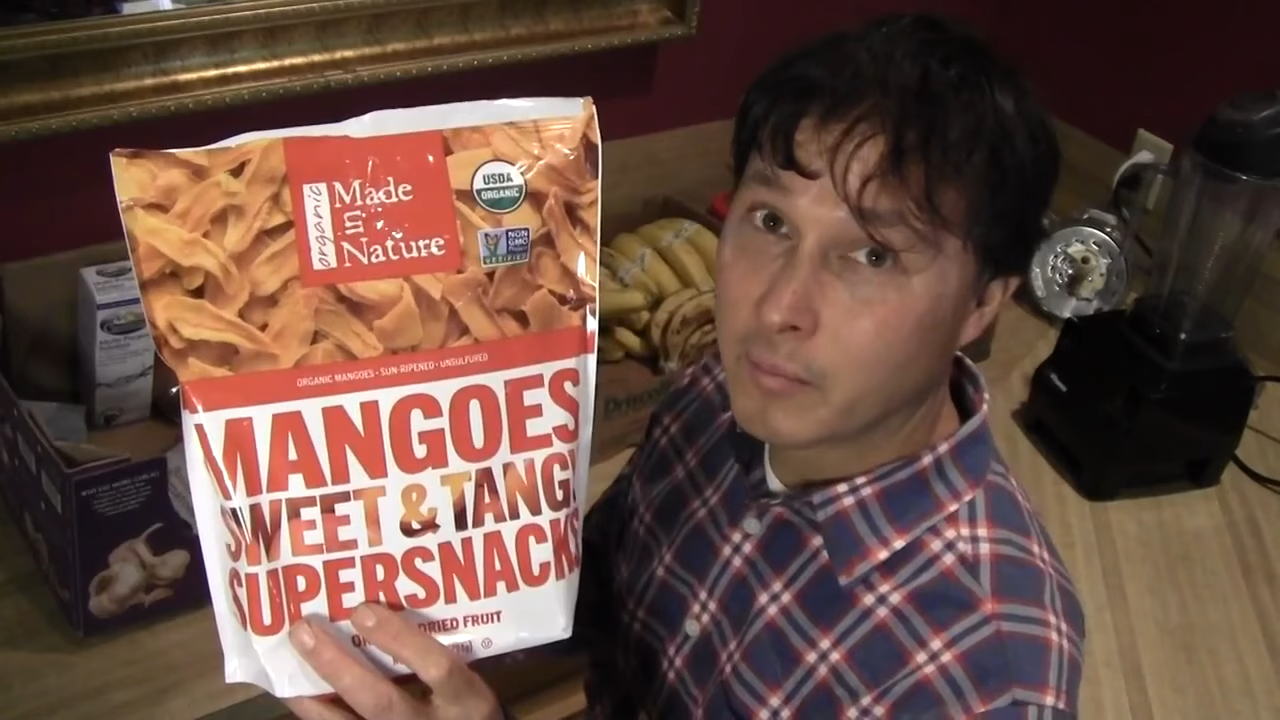 organic
Made
in
Nature
USDA
ORGANIC
NON
GMO
Project
VERIFIED
ORGANIC MANGOES • SUN-RIPENED • UNSULFURED
MANGOES
SWEET & TANGY
SUPERSNACKS
DRIED FRUIT